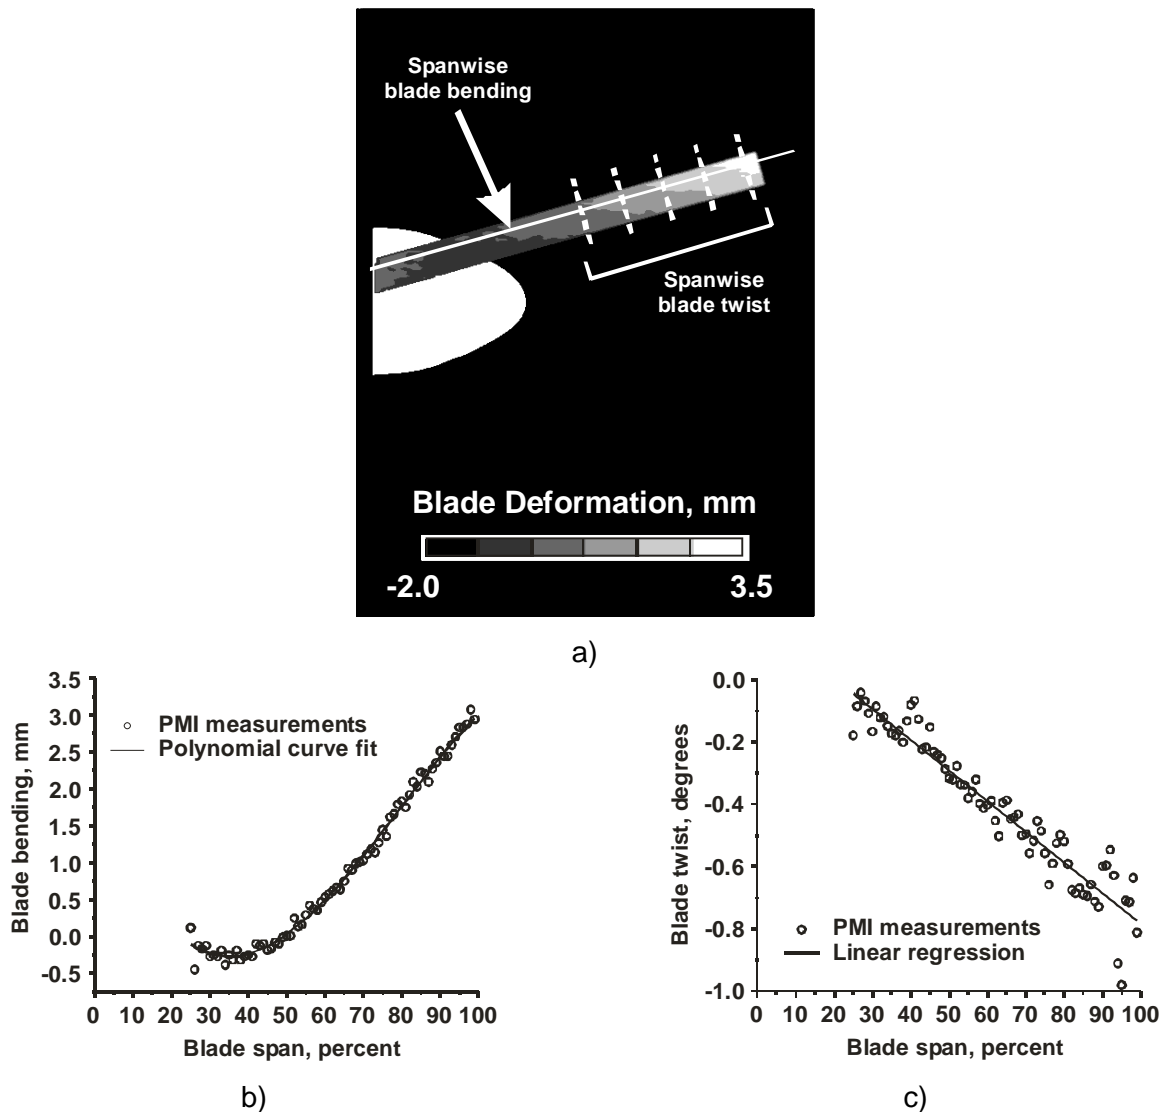 Spanwise
blade bending
Spanwise
blade twist
Blade Deformation, mm
-2.0 3.5
a)
3.5
3.0
2.5
2.0
1.5
1.0
0.5
0.0
-0.5
Blade bending, mm
PMI measurements
Polynomial curve fit
0 10 20 30 40 50 60 70 80 90 100
Blade span, percent
b)
0.0
-0.2
-0.4
-0.6
-0.8
-1.0
Blade twist, degrees
PMI measurements
Linear regression
0 10 20 30 40 50 60 70 80 90 100
Blade span, percent
c)